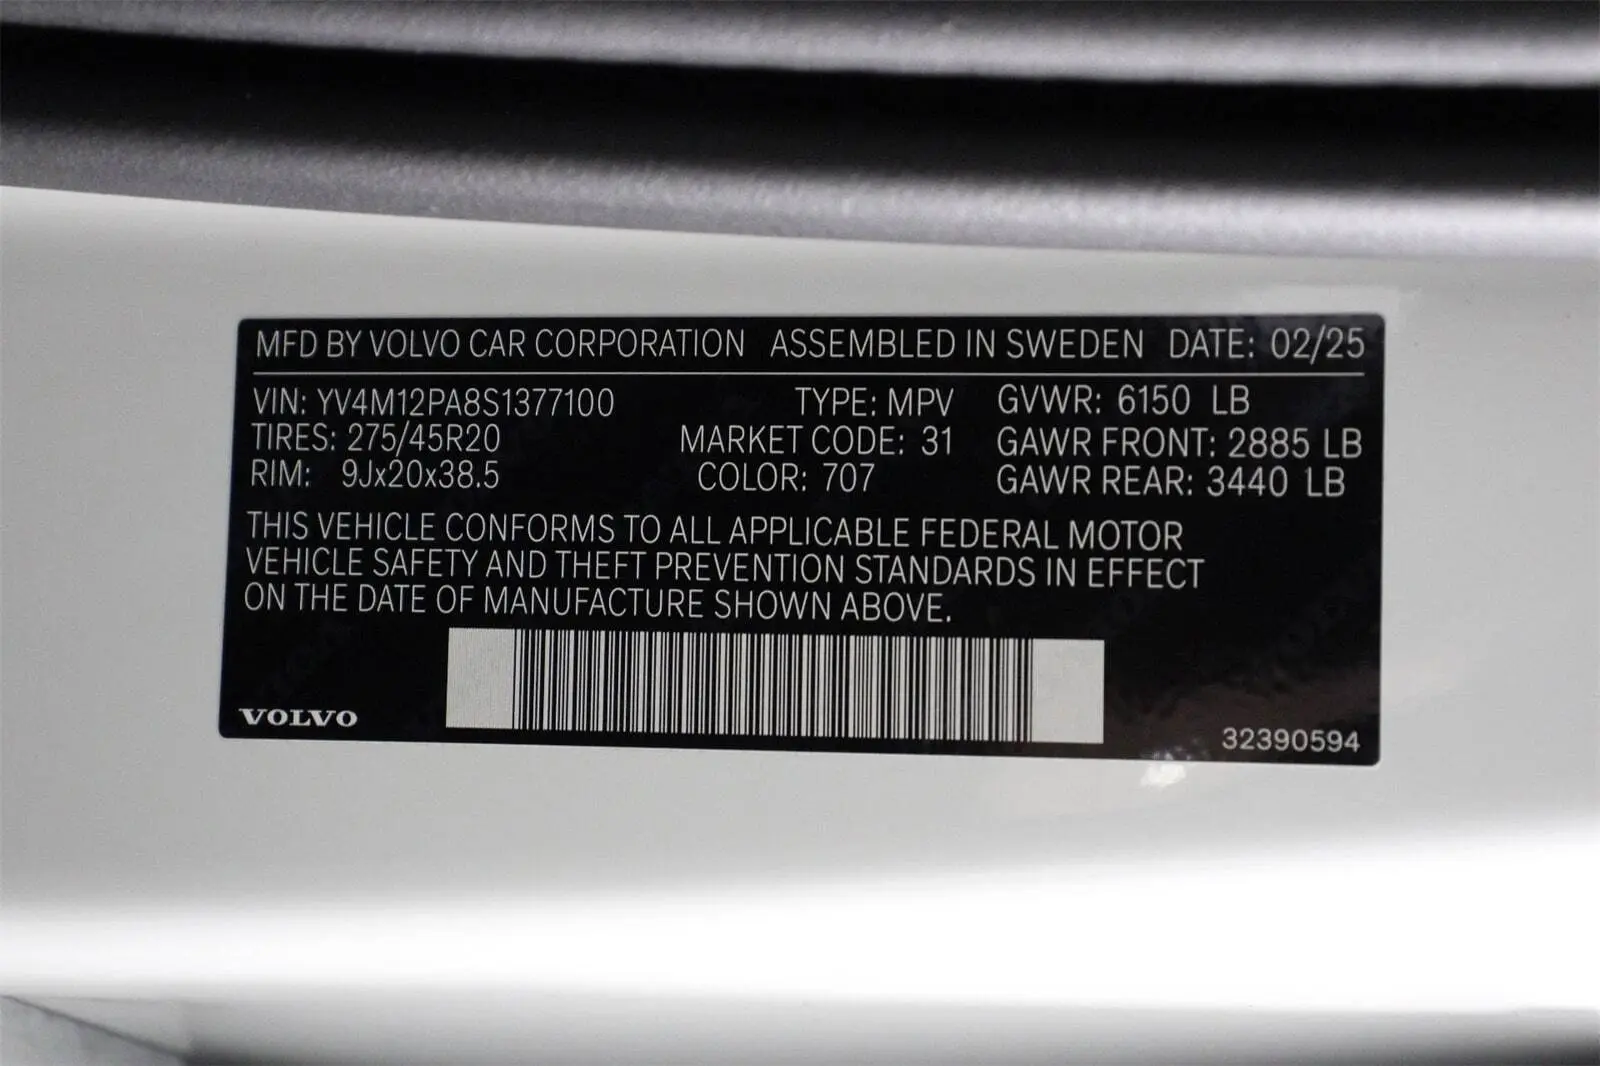 MFD BY VOLVO CAR CORPORATION ASSEMBLED IN SWEDEN DATE: 02/25
VIN: YV4M12PA8S1377100 TYPE: MPV GVWR: 6150 LB
TIRES: 275/45R20 MARKET CODE: 31 GAWR FRONT: 2885 LB
RIM: 9Jx20x38.5 COLOR: 707 GAWR REAR: 3440 LB
THIS VEHICLE CONFORMS TO ALL APPLICABLE FEDERAL MOTOR
VEHICLE SAFETY AND THEFT PREVENTION STANDARDS IN EFFECT
ON THE DATE OF MANUFACTURE SHOWN ABOVE.
VOLVO 32390594